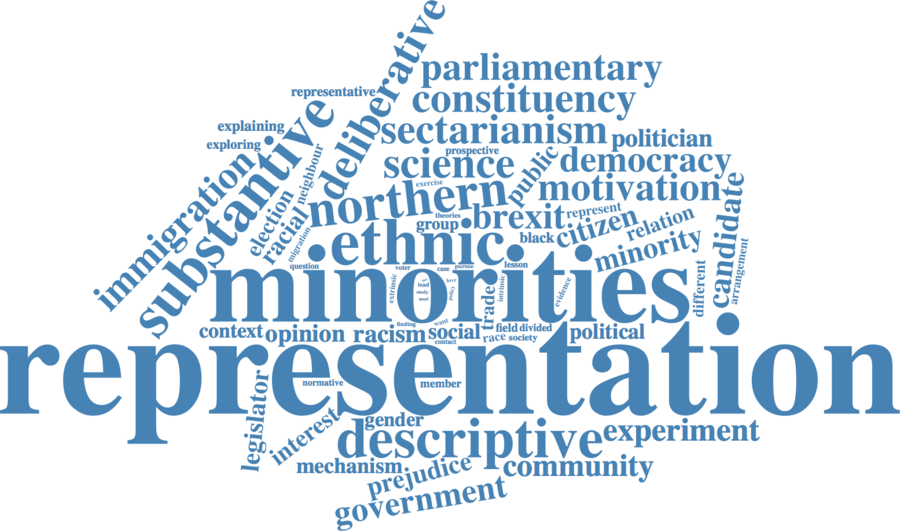 deliberative
parliamentary
representative
constituency
substantive
explaining
sectarianism
politician
exploring
prospective
science
public
democracy
neighbour
immigration
exercise
motivation
northern
election
racial
theories
group
brexit
represent
candidate
citizen
relation
migration
ethnic
black
minority
arrangement
question
voter
case
pursue
lesson
different
minorities
extrinsic
lead
love
study
policy
must
trade
intrinsic
evidence
context
opinion
racism
finding
social
want
contact
race
field
divided
society
political
representation
normative
member
legislator
interest
gender
descriptive
experiment
mechanism
prejudice
community
government